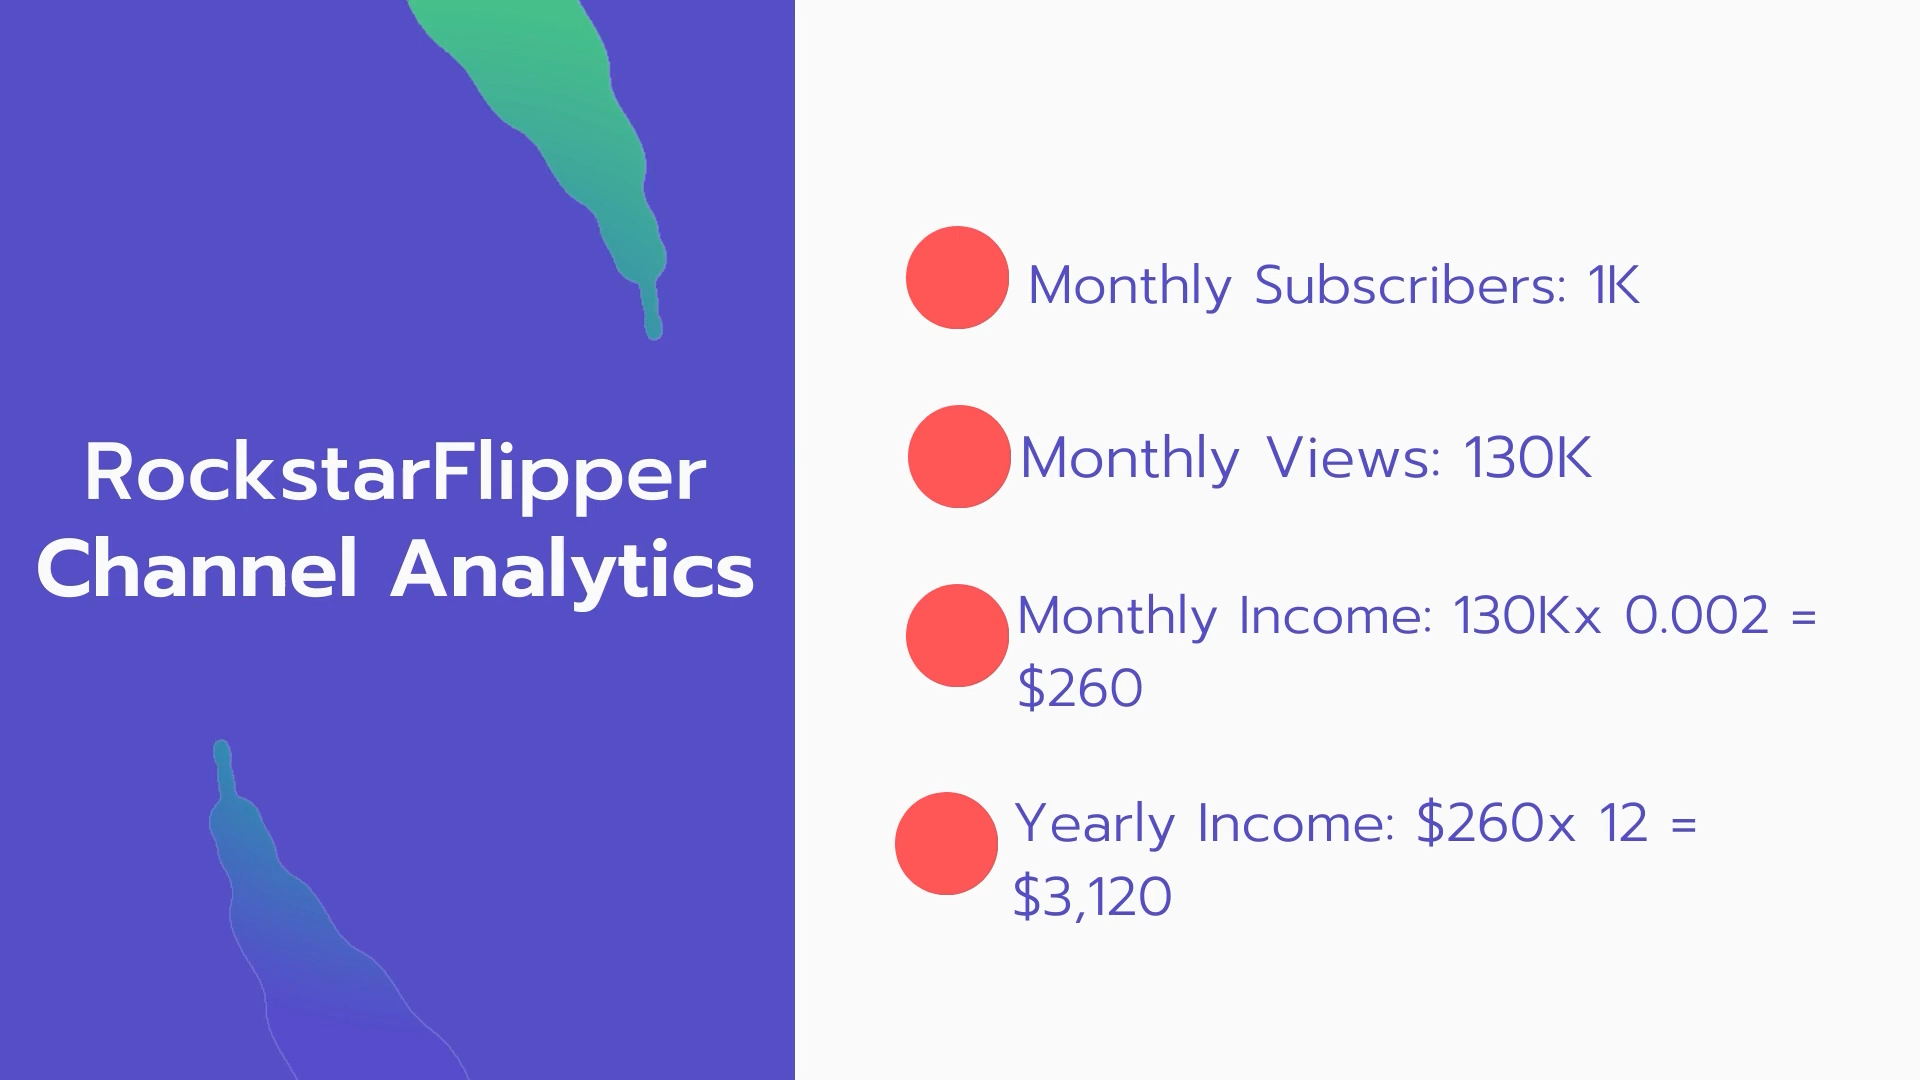 RockstarFlipper
Channel Analytics
Monthly Subscribers: 1K
Monthly Views: 130K
Monthly Income: 130Kx 0.002 =
$260
Yearly Income: $260x 12 =
$3,120